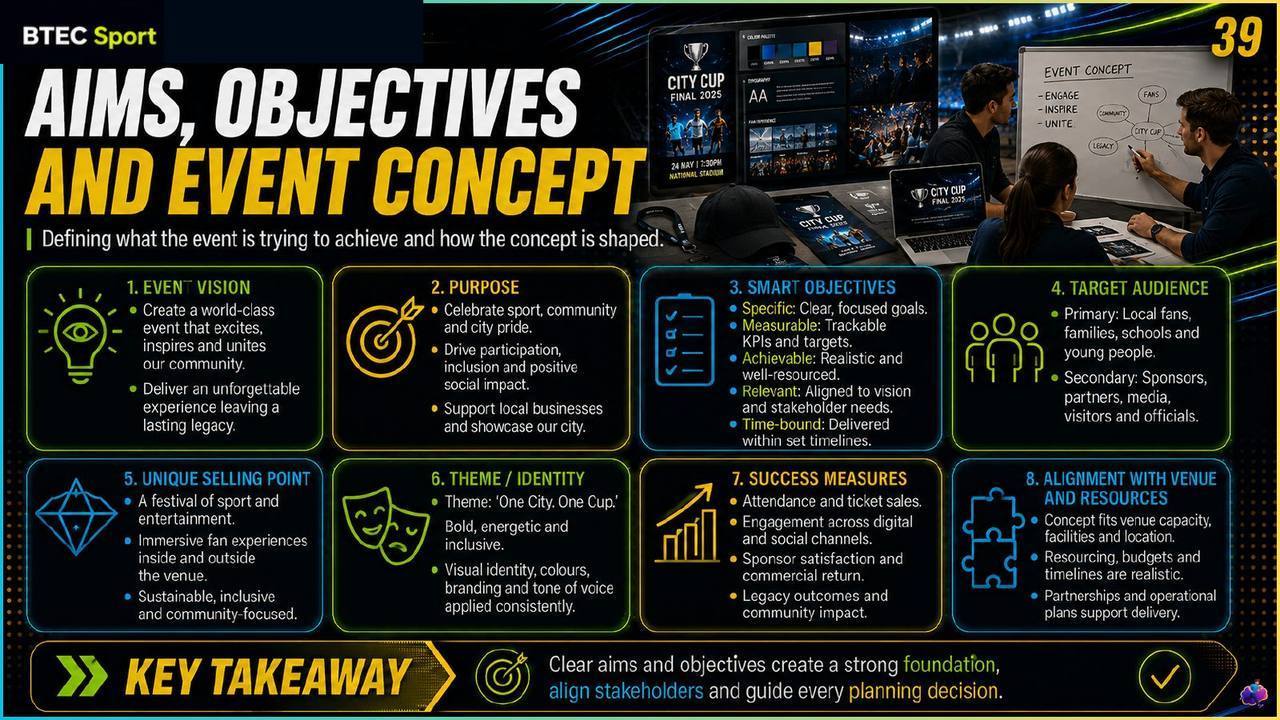 BTEC Sport
39
AIMS, OBJECTIVES
AND EVENT CONCEPT
Defining what the event is trying to achieve and how the concept is shaped.
CITY CUP
FINAL 2025
24 MAY | 7:30PM
NATIONAL STADIUM
COLOUR PALETTE
TYPOGRAPHY
AA
FAN EXPERIENCE
CITY CUP
FINAL 2025
CITY CUP
FINAL 2025
EVENT CONCEPT
- ENGAGE
- INSPIRE
- UNITE
FANS
COMMUNITY
CITY CUP
LEGACY
1. EVENT VISION
• Create a world-class
event that excites,
inspires and unites
our community.
• Deliver an unforgettable
experience leaving a
lasting legacy.
2. PURPOSE
• Celebrate sport, community
and city pride.
• Drive participation,
inclusion and positive
social impact.
• Support local businesses
and showcase our city.
3. SMART OBJECTIVES
• Specific: Clear, focused goals.
• Measurable: Trackable
KPIs and targets.
• Achievable: Realistic and
well-resourced.
• Relevant: Aligned to vision
and stakeholder needs.
• Time-bound: Delivered
within set timelines.
4. TARGET AUDIENCE
• Primary: Local fans,
families, schools and
young people.
• Secondary: Sponsors,
partners, media,
visitors and officials.
5. UNIQUE SELLING POINT
• A festival of sport and
entertainment.
• Immersive fan experiences
inside and outside
the venue.
• Sustainable, inclusive
and community-focused.
6. THEME / IDENTITY
• Theme: ‘One City. One Cup.’
Bold, energetic and
inclusive.
• Visual identity, colours,
branding and tone of voice
applied consistently.
7. SUCCESS MEASURES
• Attendance and ticket sales.
• Engagement across digital
and social channels.
• Sponsor satisfaction and
commercial return.
• Legacy outcomes and
community impact.
8. ALIGNMENT WITH VENUE
AND RESOURCES
• Concept fits venue capacity,
facilities and location.
• Resourcing, budgets and
timelines are realistic.
• Partnerships and operational
plans support delivery.
KEY TAKEAWAY
Clear aims and objectives create a strong foundation,
align stakeholders and guide every planning decision.